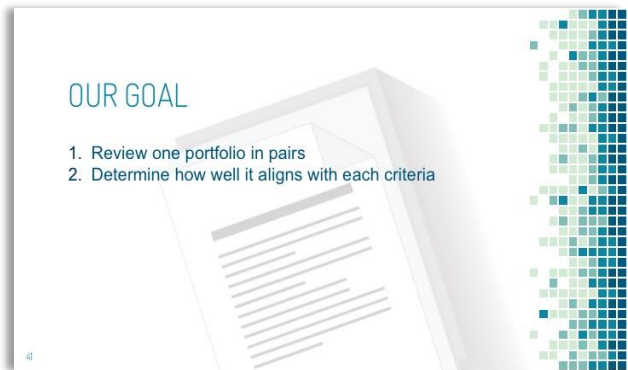 OUR GOAL
1. Review one portfolio in pairs
2. Determine how well it aligns with each criteria
41